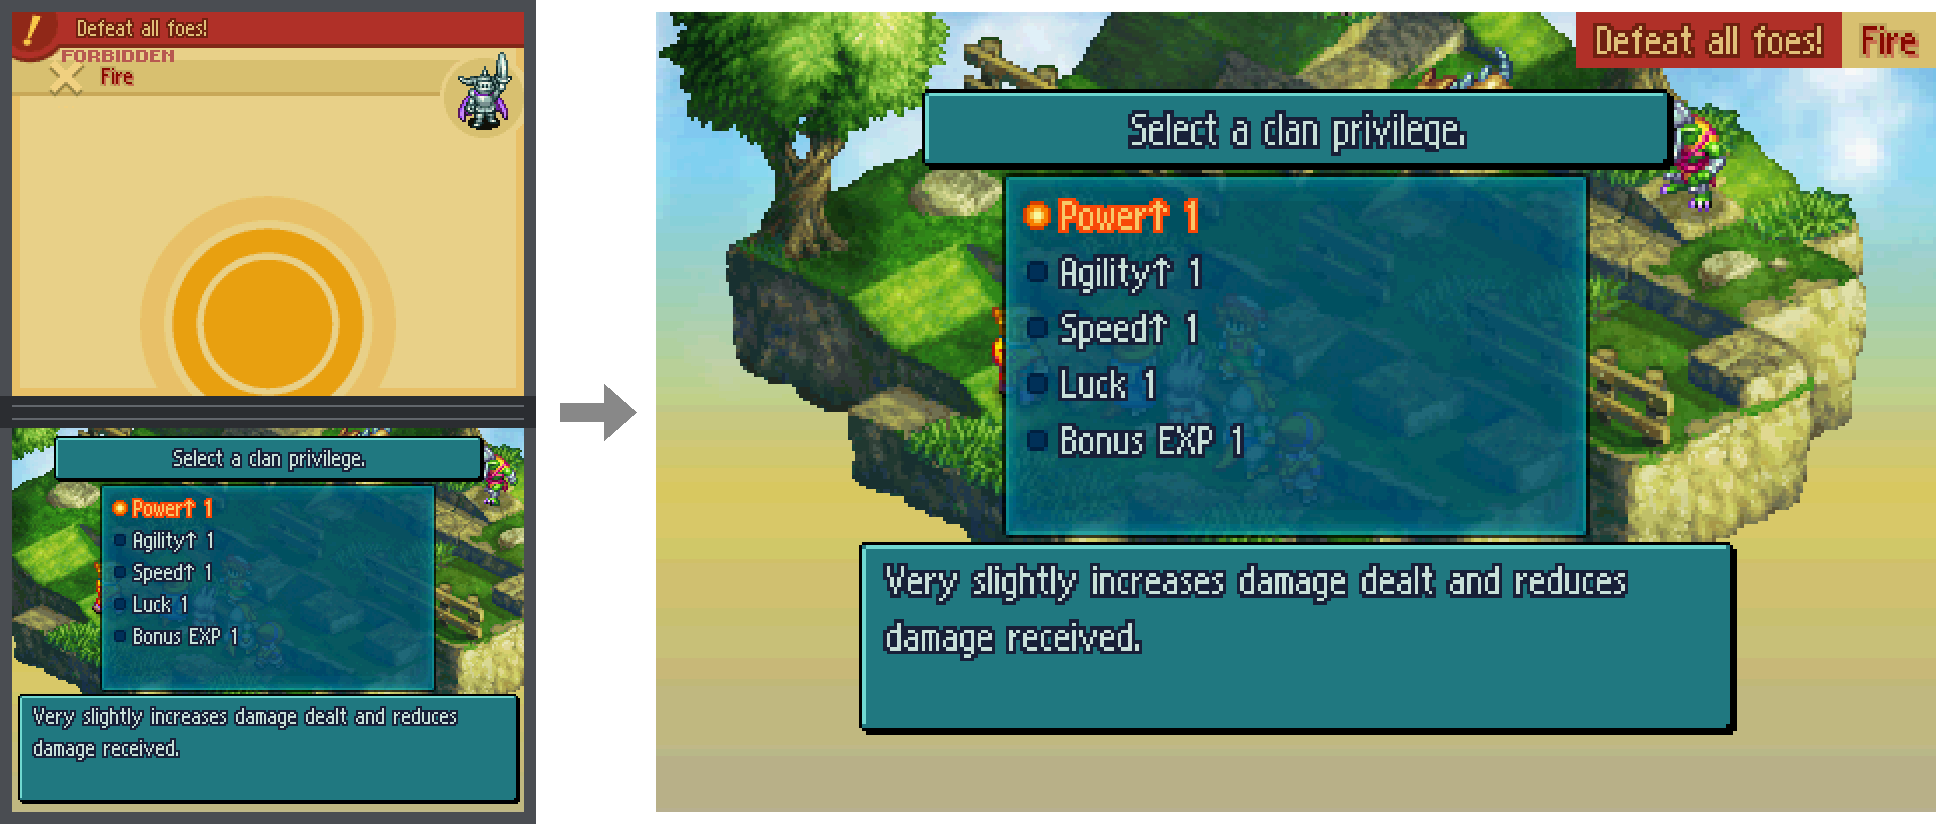 Defeat all foes!
FORBIDDEN
Fire
Select a clan privilege.
Power↑ 1
Agility↑ 1
Speed↑ 1
Luck 1
Bonus EXP 1
Very slightly increases damage dealt and reduces
damage received.
Defeat all foes! Fire
Select a clan privilege.
Power↑ 1
Agility↑ 1
Speed↑ 1
Luck 1
Bonus EXP 1
Very slightly increases damage dealt and reduces
damage received.